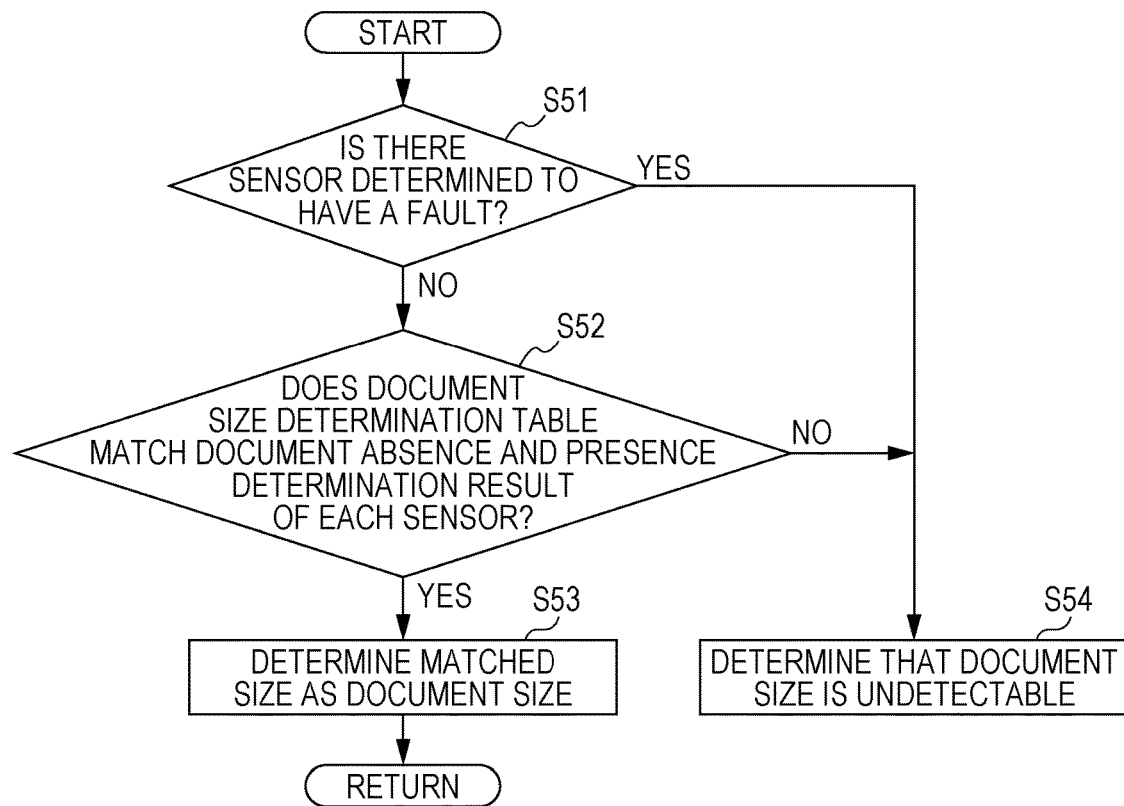 START
S51
IS THERE
SENSOR DETERMINED TO
HAVE A FAULT?
YES
NO
S52
DOES DOCUMENT
SIZE DETERMINATION TABLE
MATCH DOCUMENT ABSENCE AND PRESENCE
DETERMINATION RESULT
OF EACH SENSOR?
NO
YES
S53
DETERMINE MATCHED
SIZE AS DOCUMENT SIZE
S54
DETERMINE THAT DOCUMENT
SIZE IS UNDETECTABLE
RETURN